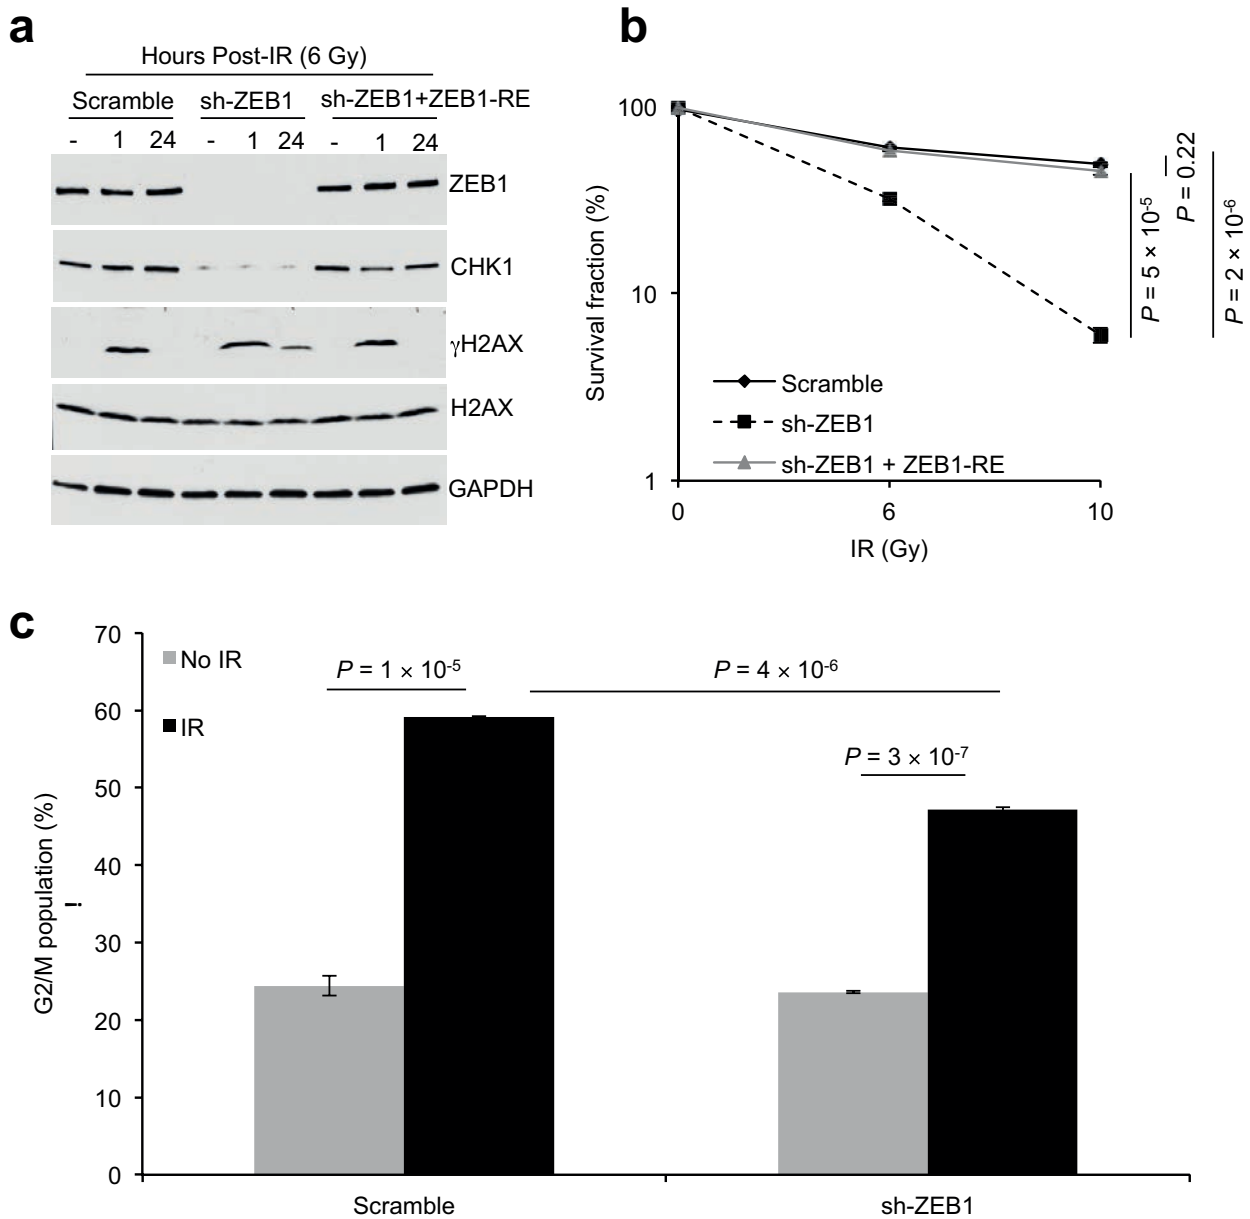 a
Hours Post-IR (6 Gy)
Scramble sh-ZEB1 sh-ZEB1+ZEB1-RE
- 1 24 - 1 24 - 1 24
ZEB1
CHK1
γH2AX
H2AX
GAPDH
b
Survival fraction (%)
100
10
1
0 6 10
IR (Gy)
Scramble
sh-ZEB1
sh-ZEB1 + ZEB1-RE
P = 5 × 10-5
P = 0.22
P = 2 × 10-6
c
G2/M population (%)
70
60
50
40
30
20
10
0
No IR
IR
P = 1 × 10-5
P = 4 × 10-6
P = 3 × 10-7
Scramble sh-ZEB1